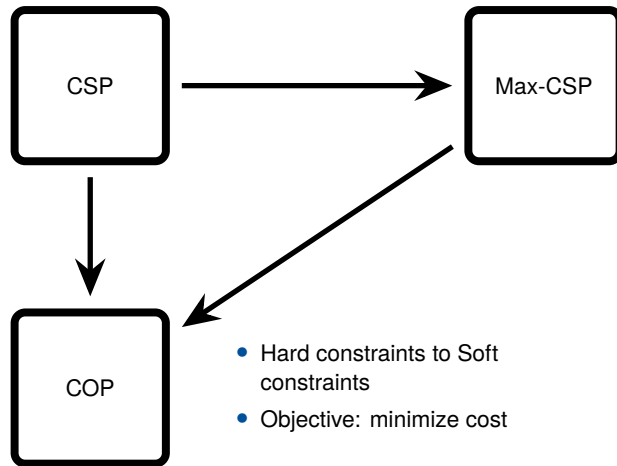 CSP
Max-CSP
COP
Hard constraints to Soft
constraints
Objective: minimize cost